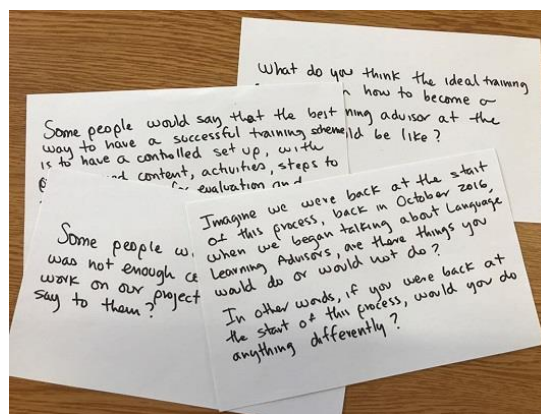 What do you think the ideal training
how to become a
ning advisor at the
ld be like?
Some people would say that the best
way to have a successful training scheme
is to have a controlled set up, with
content, activities, steps to
for evaluation and
Some people w
was not enough ce
work on our project
say to them?
Imagine we were back at the start
of this process, back in October 2016,
when we began talking about Language
Learning Advisors, are there things you
would do or would not do?
In other words, if you were back at
the start of this process, would you do
anything differently?